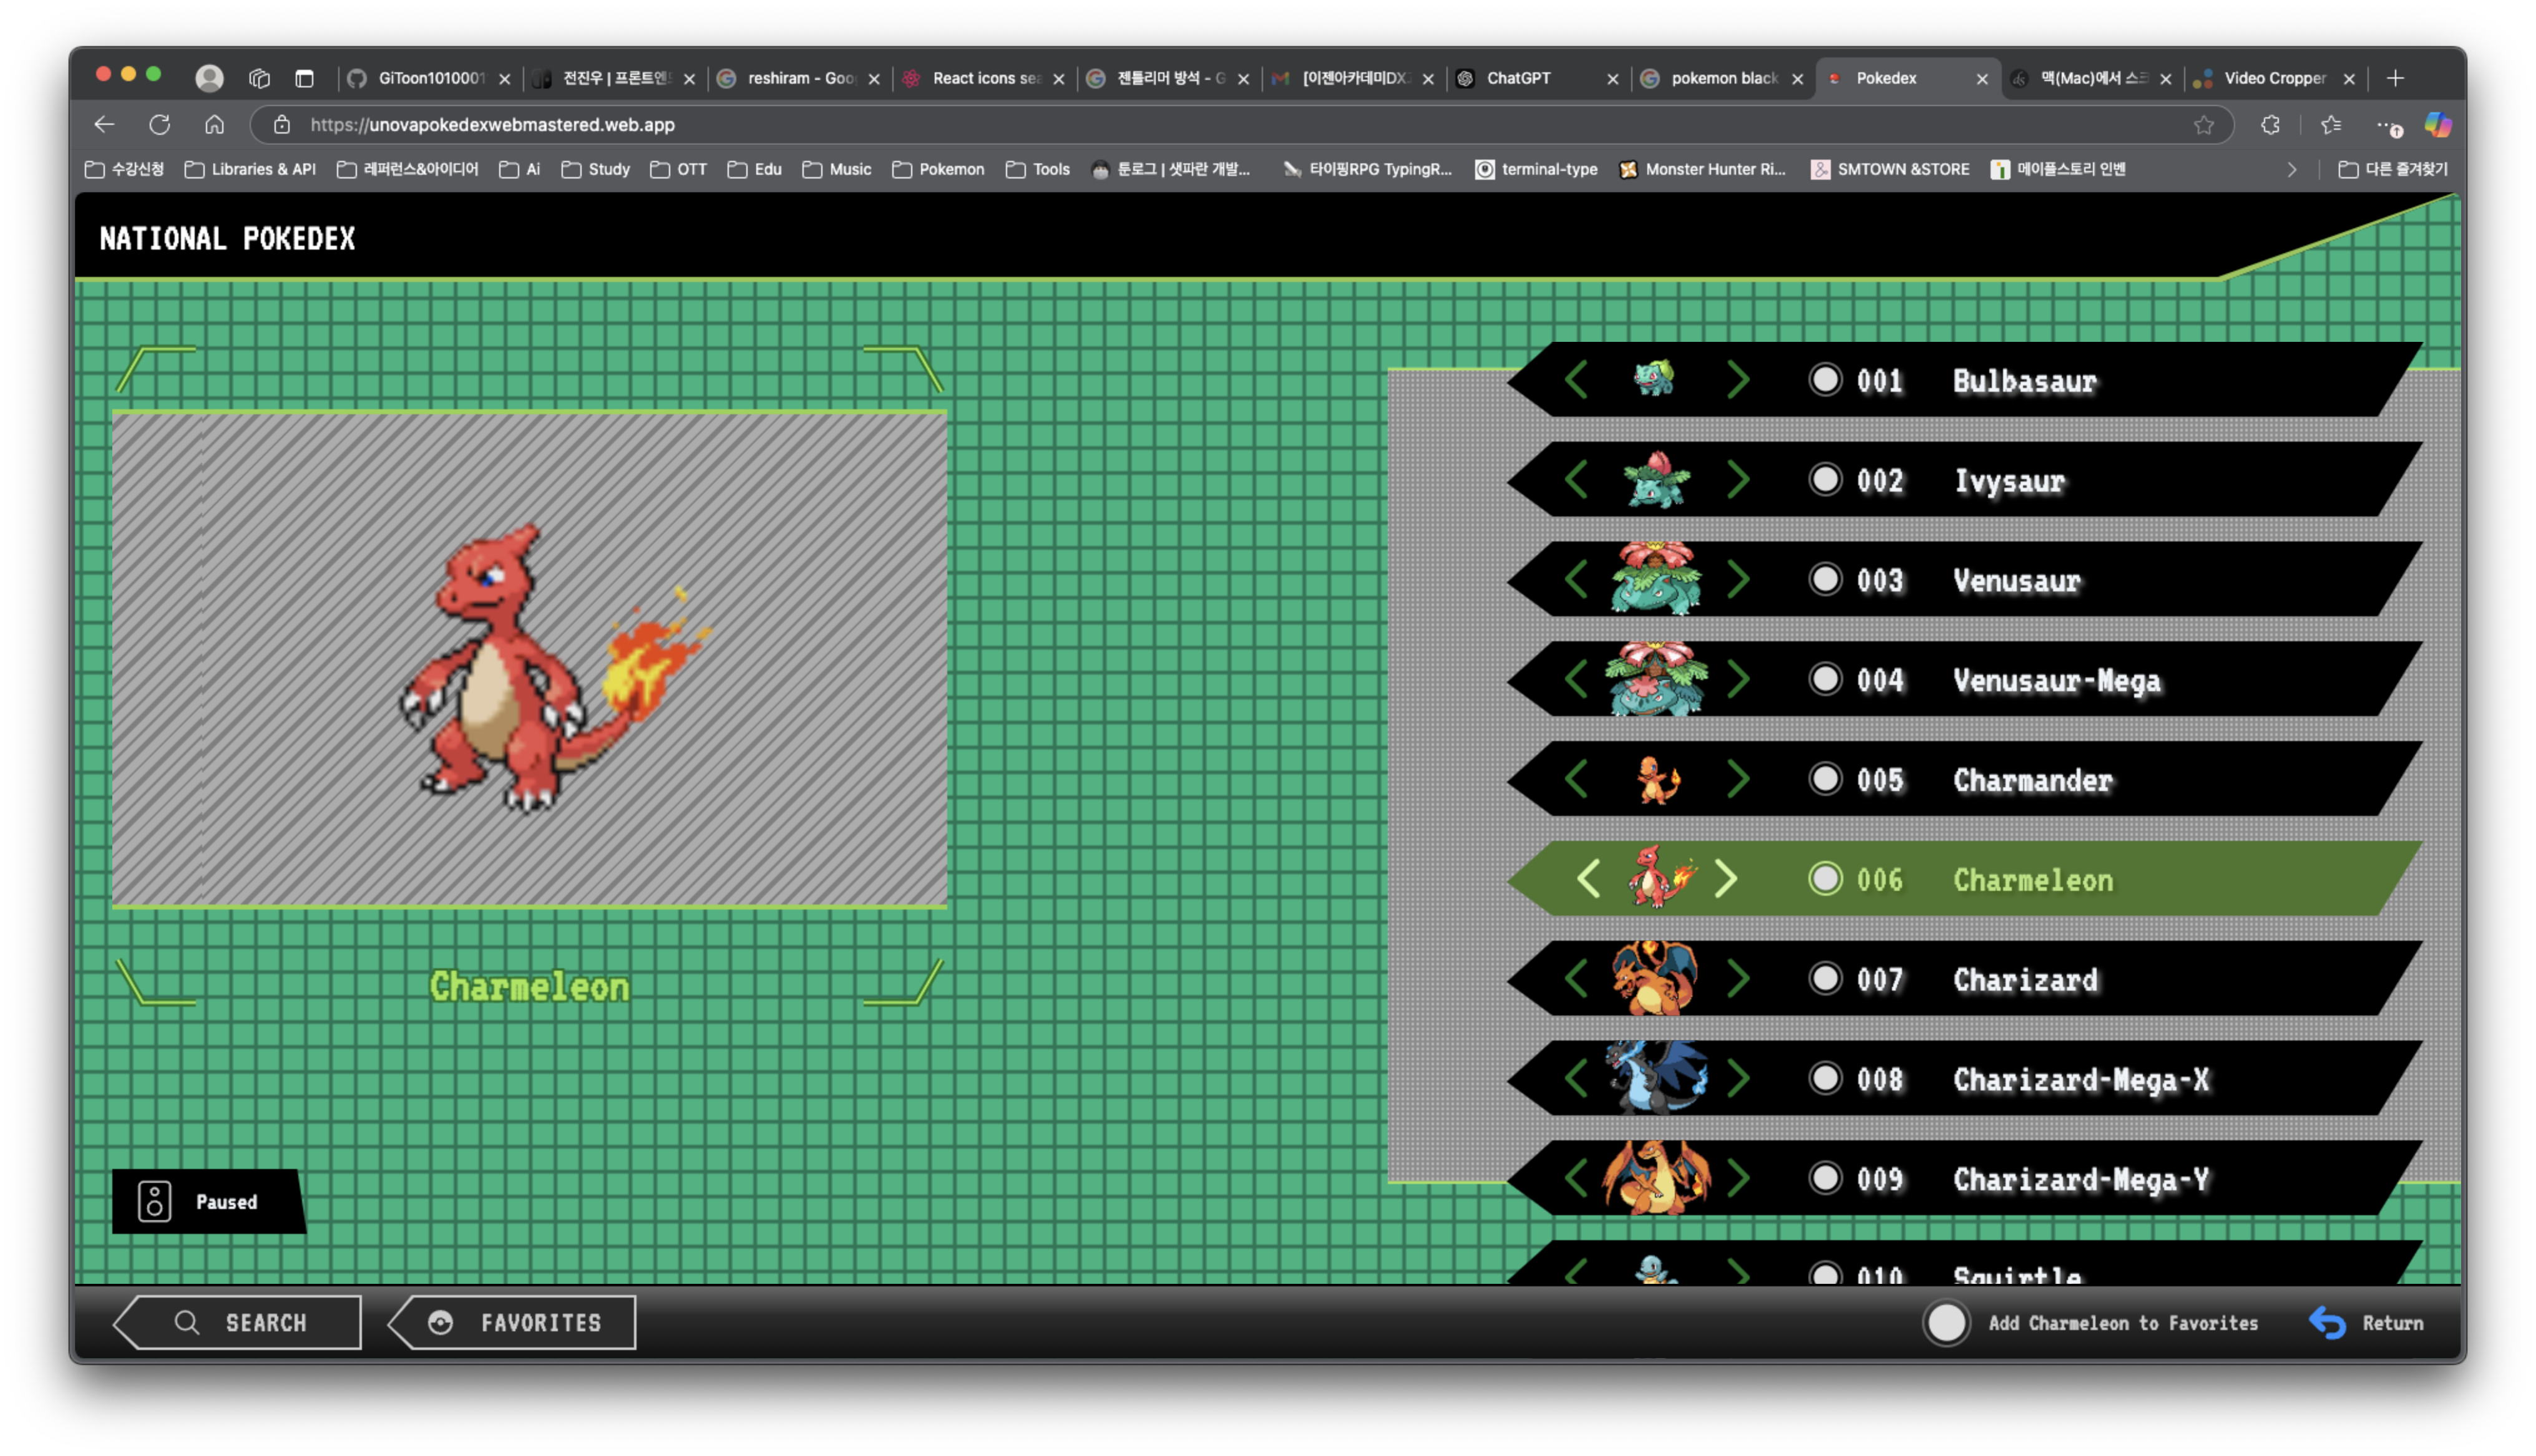 GiToon1010001
전진우 | 프론트엔
reshiram - Goo
React icons sea
젠틀리머 방식 - G
[이젠아카데미DX
ChatGPT
pokemon black
Pokedex
맥(Mac)에서 스크
Video Cropper
https://unovapokedexwebmastered.web.app
수강신청
Libraries & API
레퍼런스&아이디어
Ai
Study
OTT
Edu
Music
Pokemon
Tools
툰로그 | 샛파란 개발...
타이핑RPG TypingR...
terminal-type
Monster Hunter Ri...
SMTOWN &STORE
메이플스토리 인벤
다른 즐겨찾기
NATIONAL POKEDEX
001 Bulbasaur
002 Ivysaur
003 Venusaur
004 Venusaur-Mega
005 Charmander
006 Charmeleon
007 Charizard
008 Charizard-Mega-X
009 Charizard-Mega-Y
010 Squirtle
Charmeleon
Paused
SEARCH
FAVORITES
Add Charmeleon to Favorites
Return